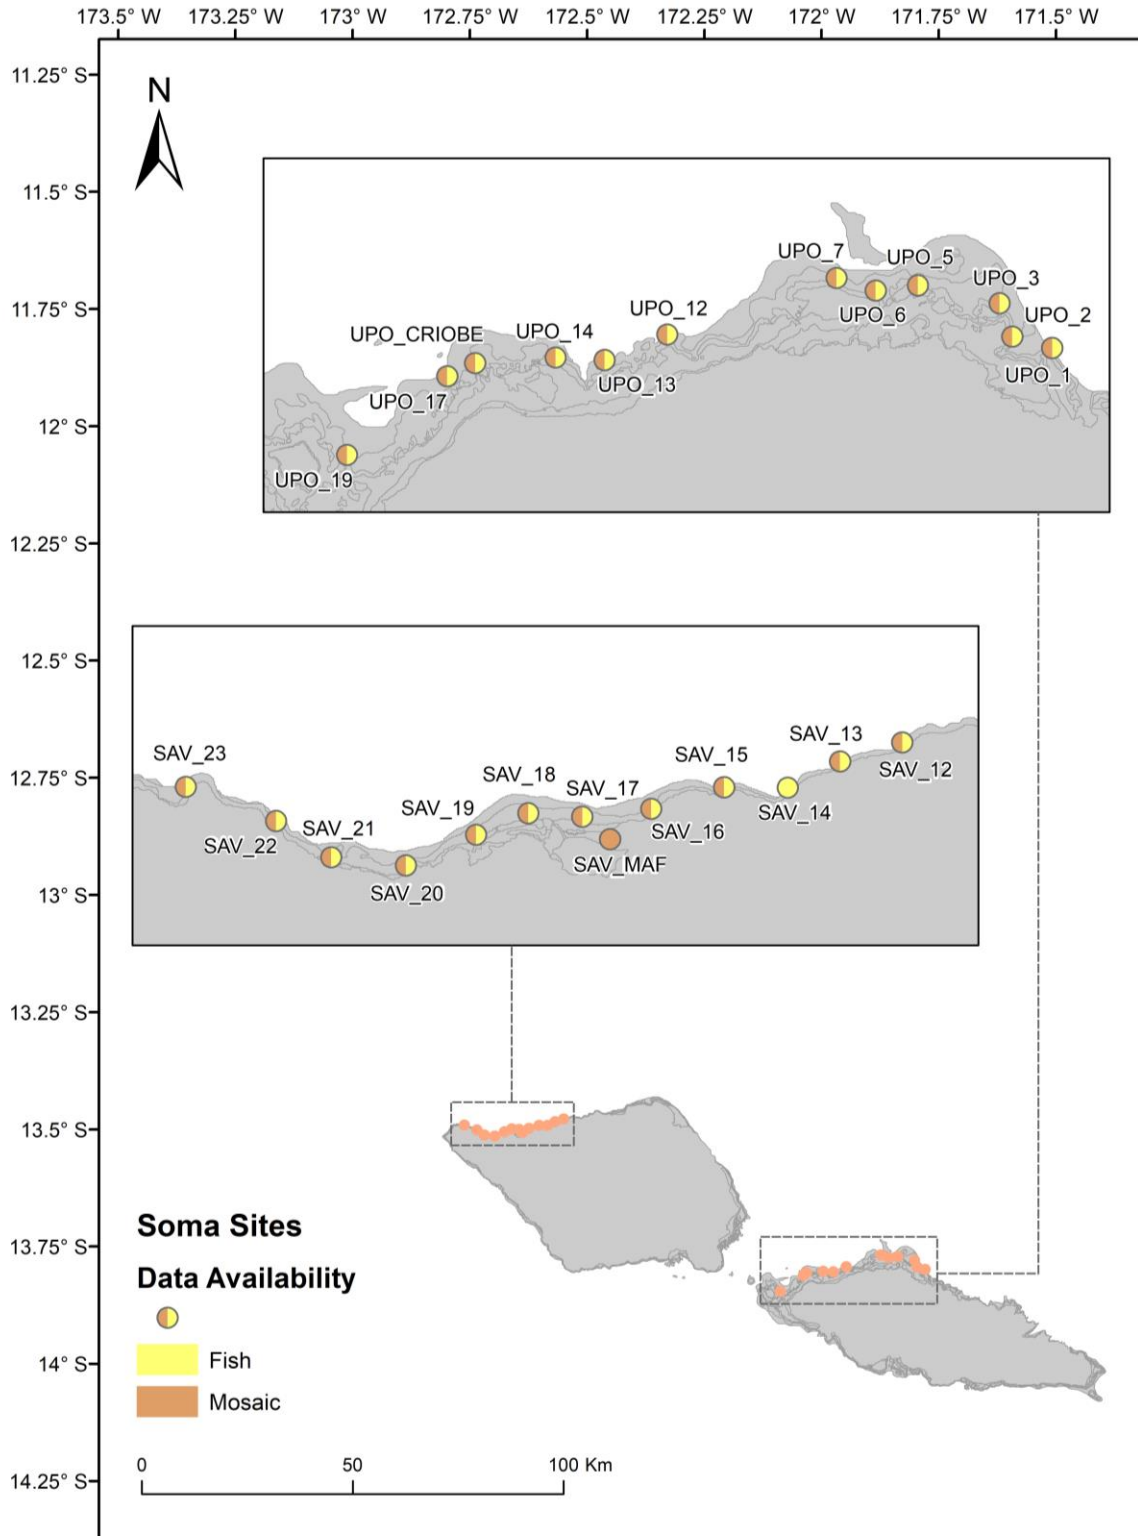 173.5° W 173.25° W 173° W 172.75° W 172.5° W 172.25° W 172° W 171.75° W 171.5° W
11.25° S
N
11.5° S
UPO_7
UPO_5
UPO_3
11.75° S
UPO_12
UPO_6
UPO_2
UPO_CRIOBE
UPO_14
UPO_13
UPO_1
UPO_17
12° S
UPO_19
12.25° S
12.5° S
SAV_23
SAV_13
SAV_12
12.75° S
SAV_18
SAV_17
SAV_15
SAV_14
SAV_19
SAV_16
SAV_21
SAV_22
SAV_MAF
SAV_20
13° S
13.25° S
13.5° S
Soma Sites
13.75° S
Data Availability
Fish
14° S
Mosaic
0 50 100 Km
14.25° S